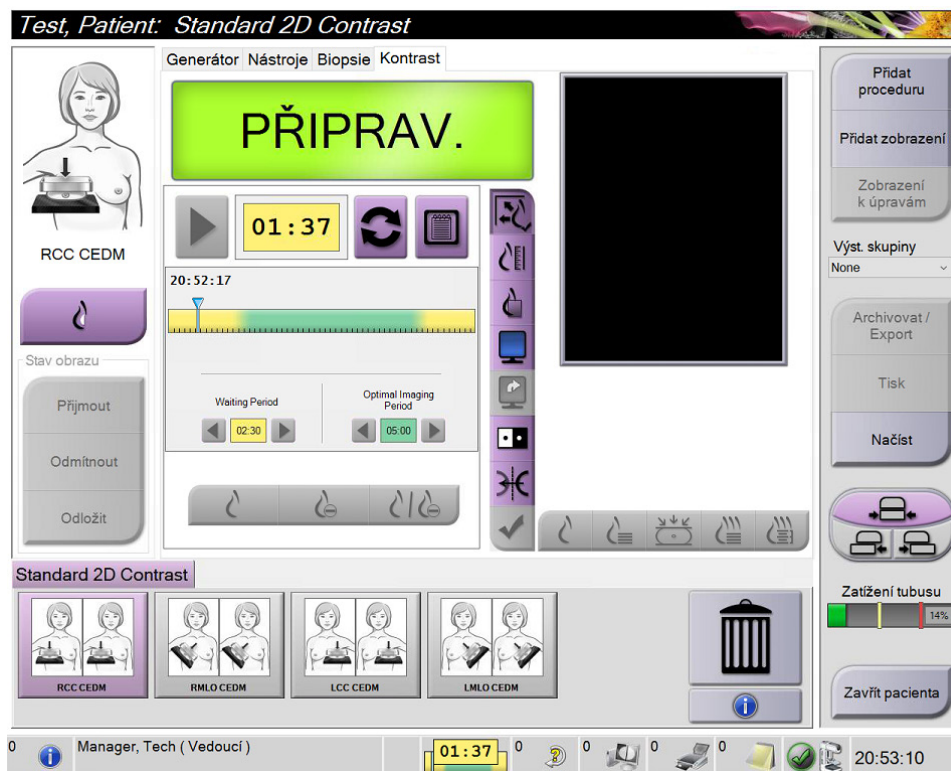 Test, Patient: Standard 2D Contrast
Generátor Nástroje Biopsie Kontrast
PŘIPRAV.
RCC CEDM
01:37
20:52:17
Waiting Period
Optimal Imaging
Period
02:30
05:00
Stav obrazu
Přijmout
Odmítnout
Odložit
Přidat
proceduru
Přidat zobrazení
Zobrazení
k úpravám
Výst. skupiny
None
Archivovat /
Export
Tisk
Načíst
Zatížení tubusu
14%
Zavřít pacienta
Standard 2D Contrast
RCC CEDM
RMLO CEDM
LCC CEDM
LMLO CEDM
0
Manager, Tech ( Vedoucí )
01:37
0
0
0
0
20:53:10